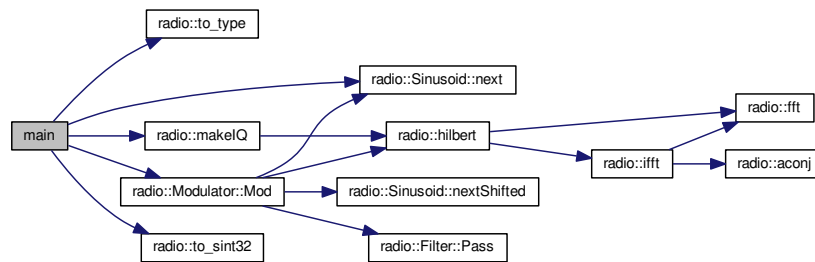 radio::to_type
radio::Sinusoid::next
radio::fft
main
radio::makeIQ
radio::hilbert
radio::ifft
radio::aconj
radio::Modulator::Mod
radio::Sinusoid::nextShifted
radio::to_sint32
radio::Filter::Pass